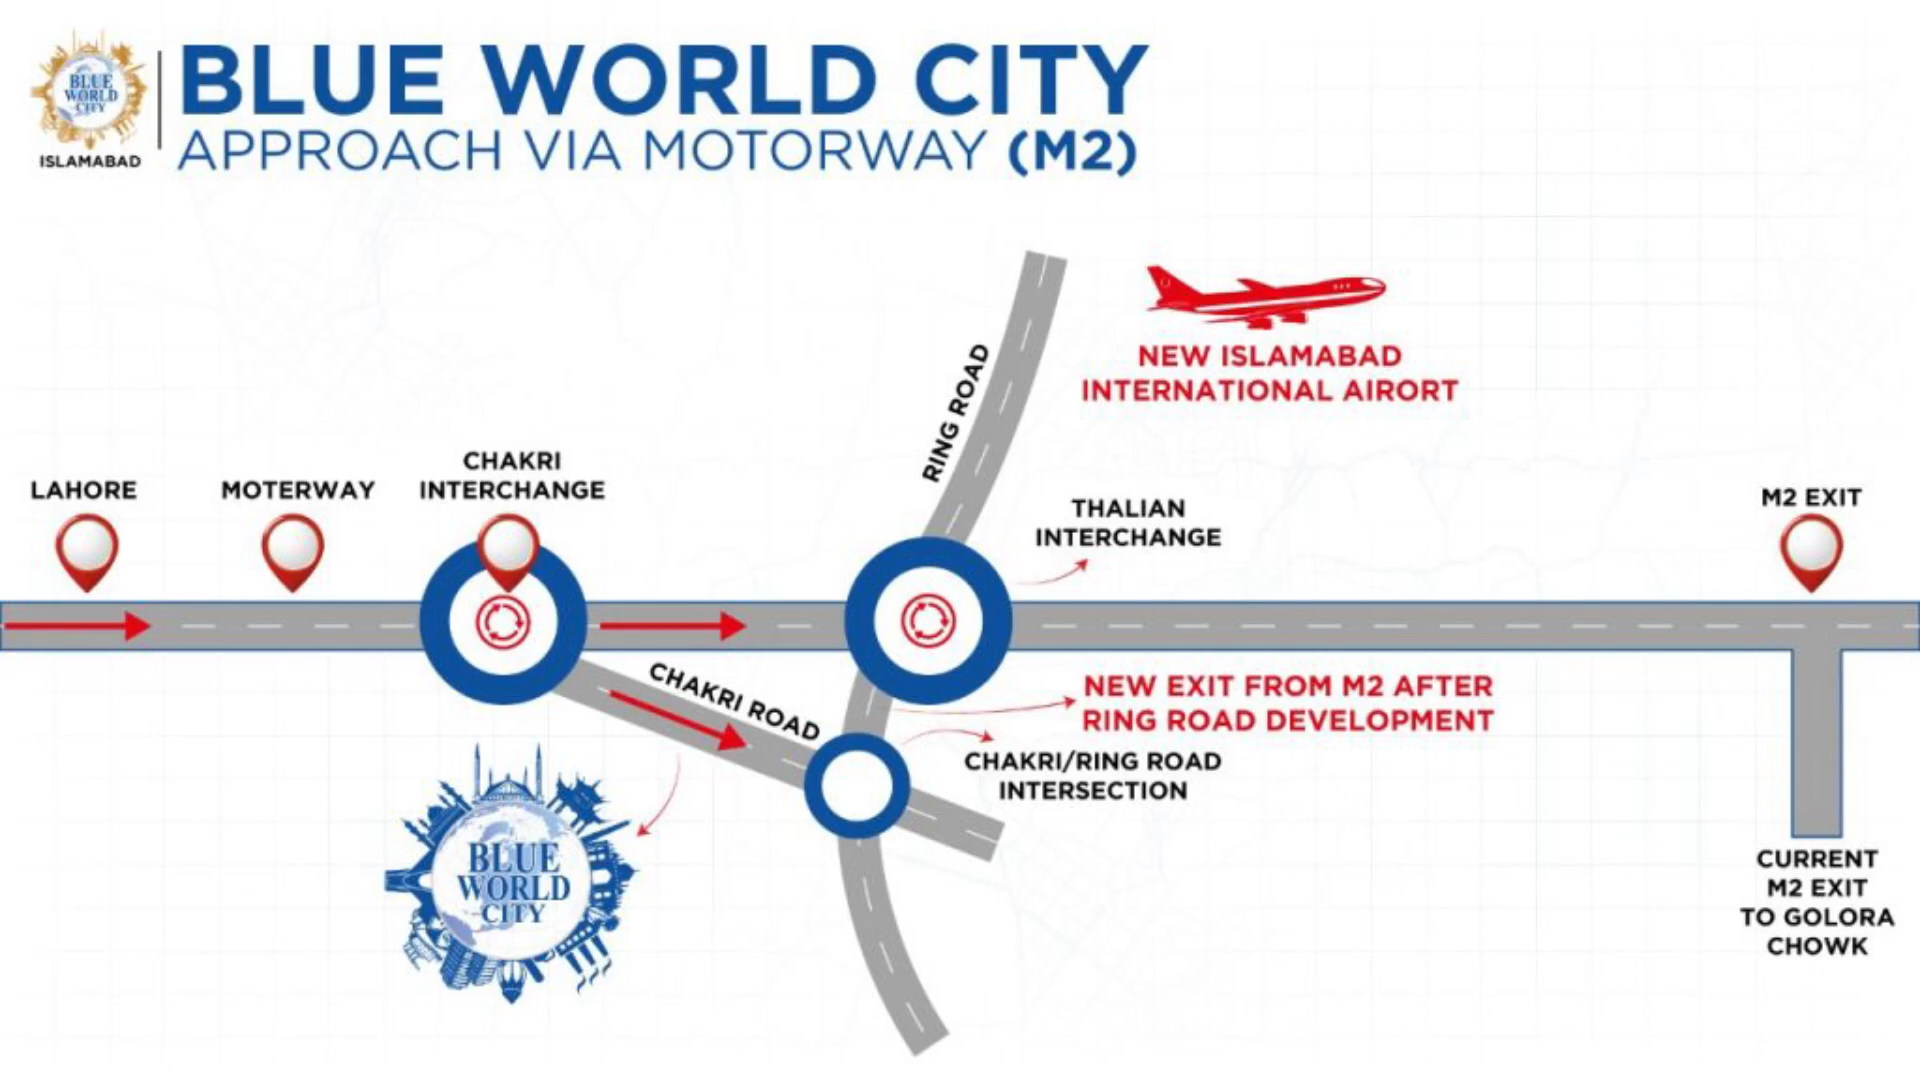 BLUE
WORLD
CITY
ISLAMABAD
BLUE WORLD CITY
APPROACH VIA MOTORWAY (M2)
NEW ISLAMABAD
INTERNATIONAL AIRORT
RING ROAD
LAHORE
MOTERWAY
CHAKRI
INTERCHANGE
THALIAN
INTERCHANGE
M2 EXIT
CHAKRI ROAD
NEW EXIT FROM M2 AFTER
RING ROAD DEVELOPMENT
CHAKRI/RING ROAD
INTERSECTION
BLUE
WORLD
CITY
CURRENT
M2 EXIT
TO GOLORA
CHOWK